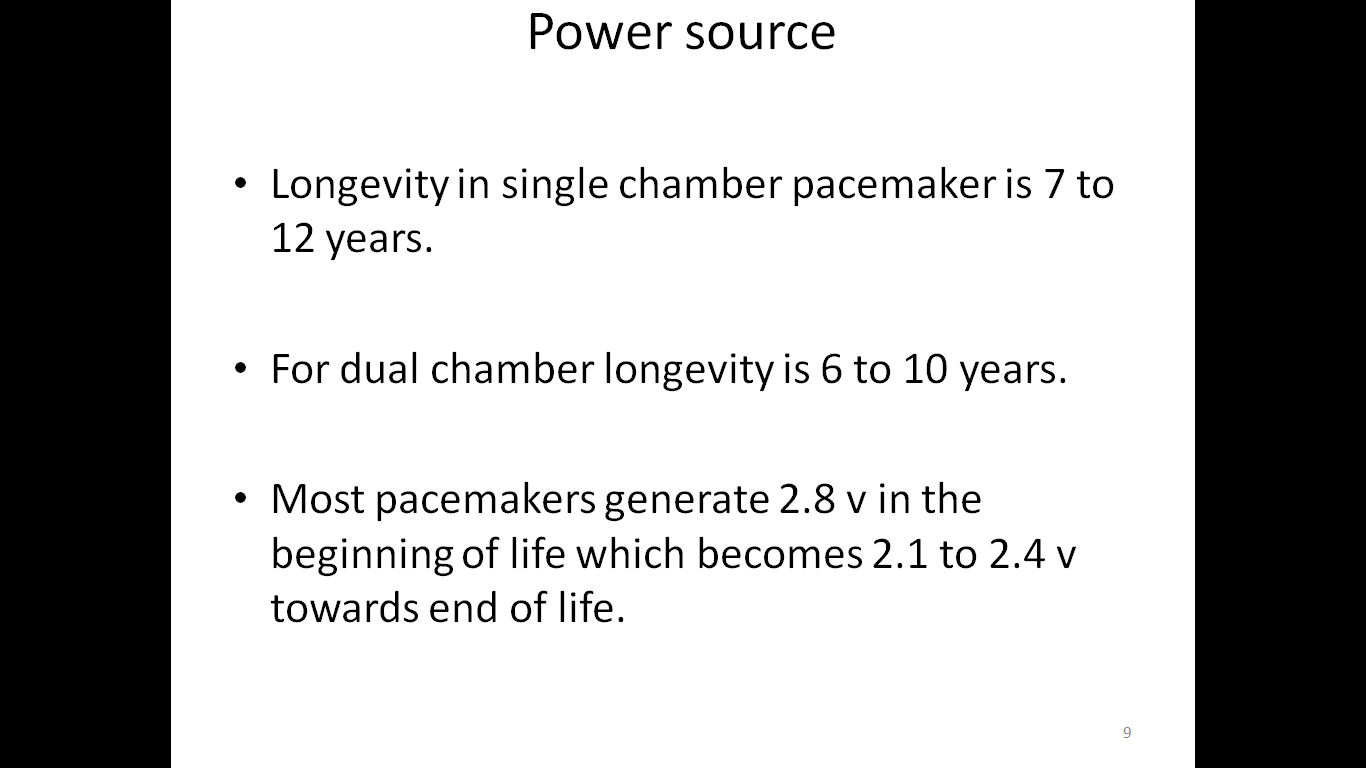 Power source
• Longevity in single chamber pacemaker is 7 to
12 years.
• For dual chamber longevity is 6 to 10 years.
• Most pacemakers generate 2.8 v in the
beginning of life which becomes 2.1 to 2.4 v
towards end of life.
9